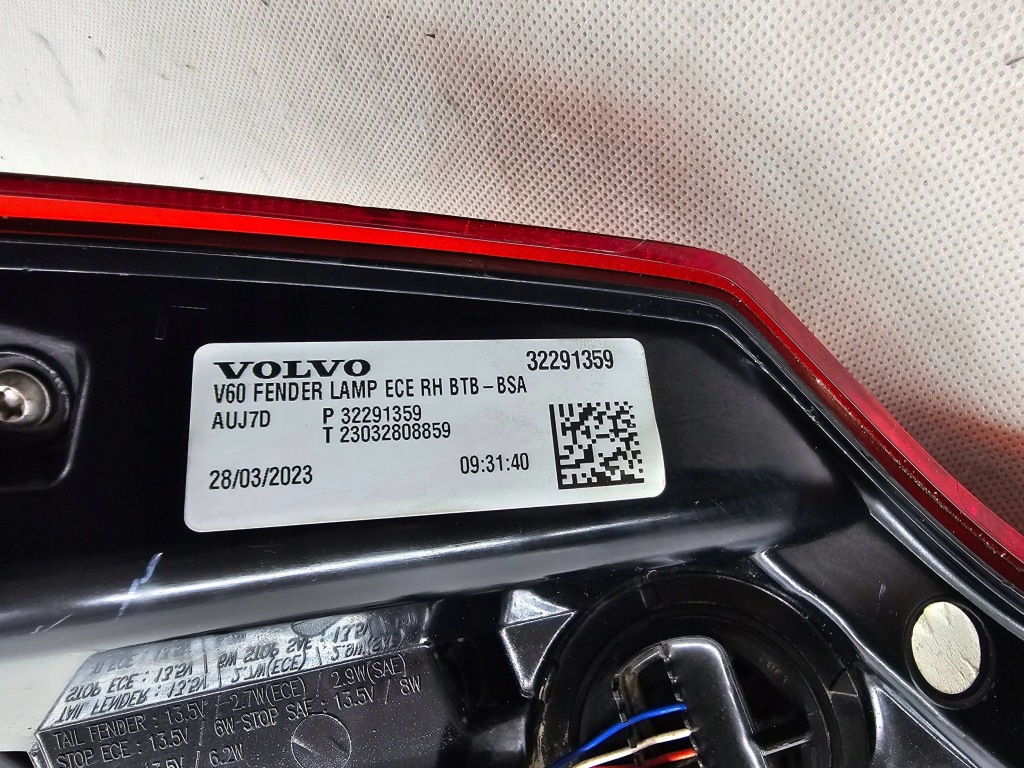 VOLVO 32291359
V60 FENDER LAMP ECE RH BTB-BSA
AUJ7D P 32291359
T 23032808859
28/03/2023 09:31:40
TAIL FENDER : 13.5V / 2.7W(ECE) / 2.9W(SAE)
STOP ECE : 13.5V / 6W-STOP SAE : 13.5V / 8W
13.5V / 6.2W